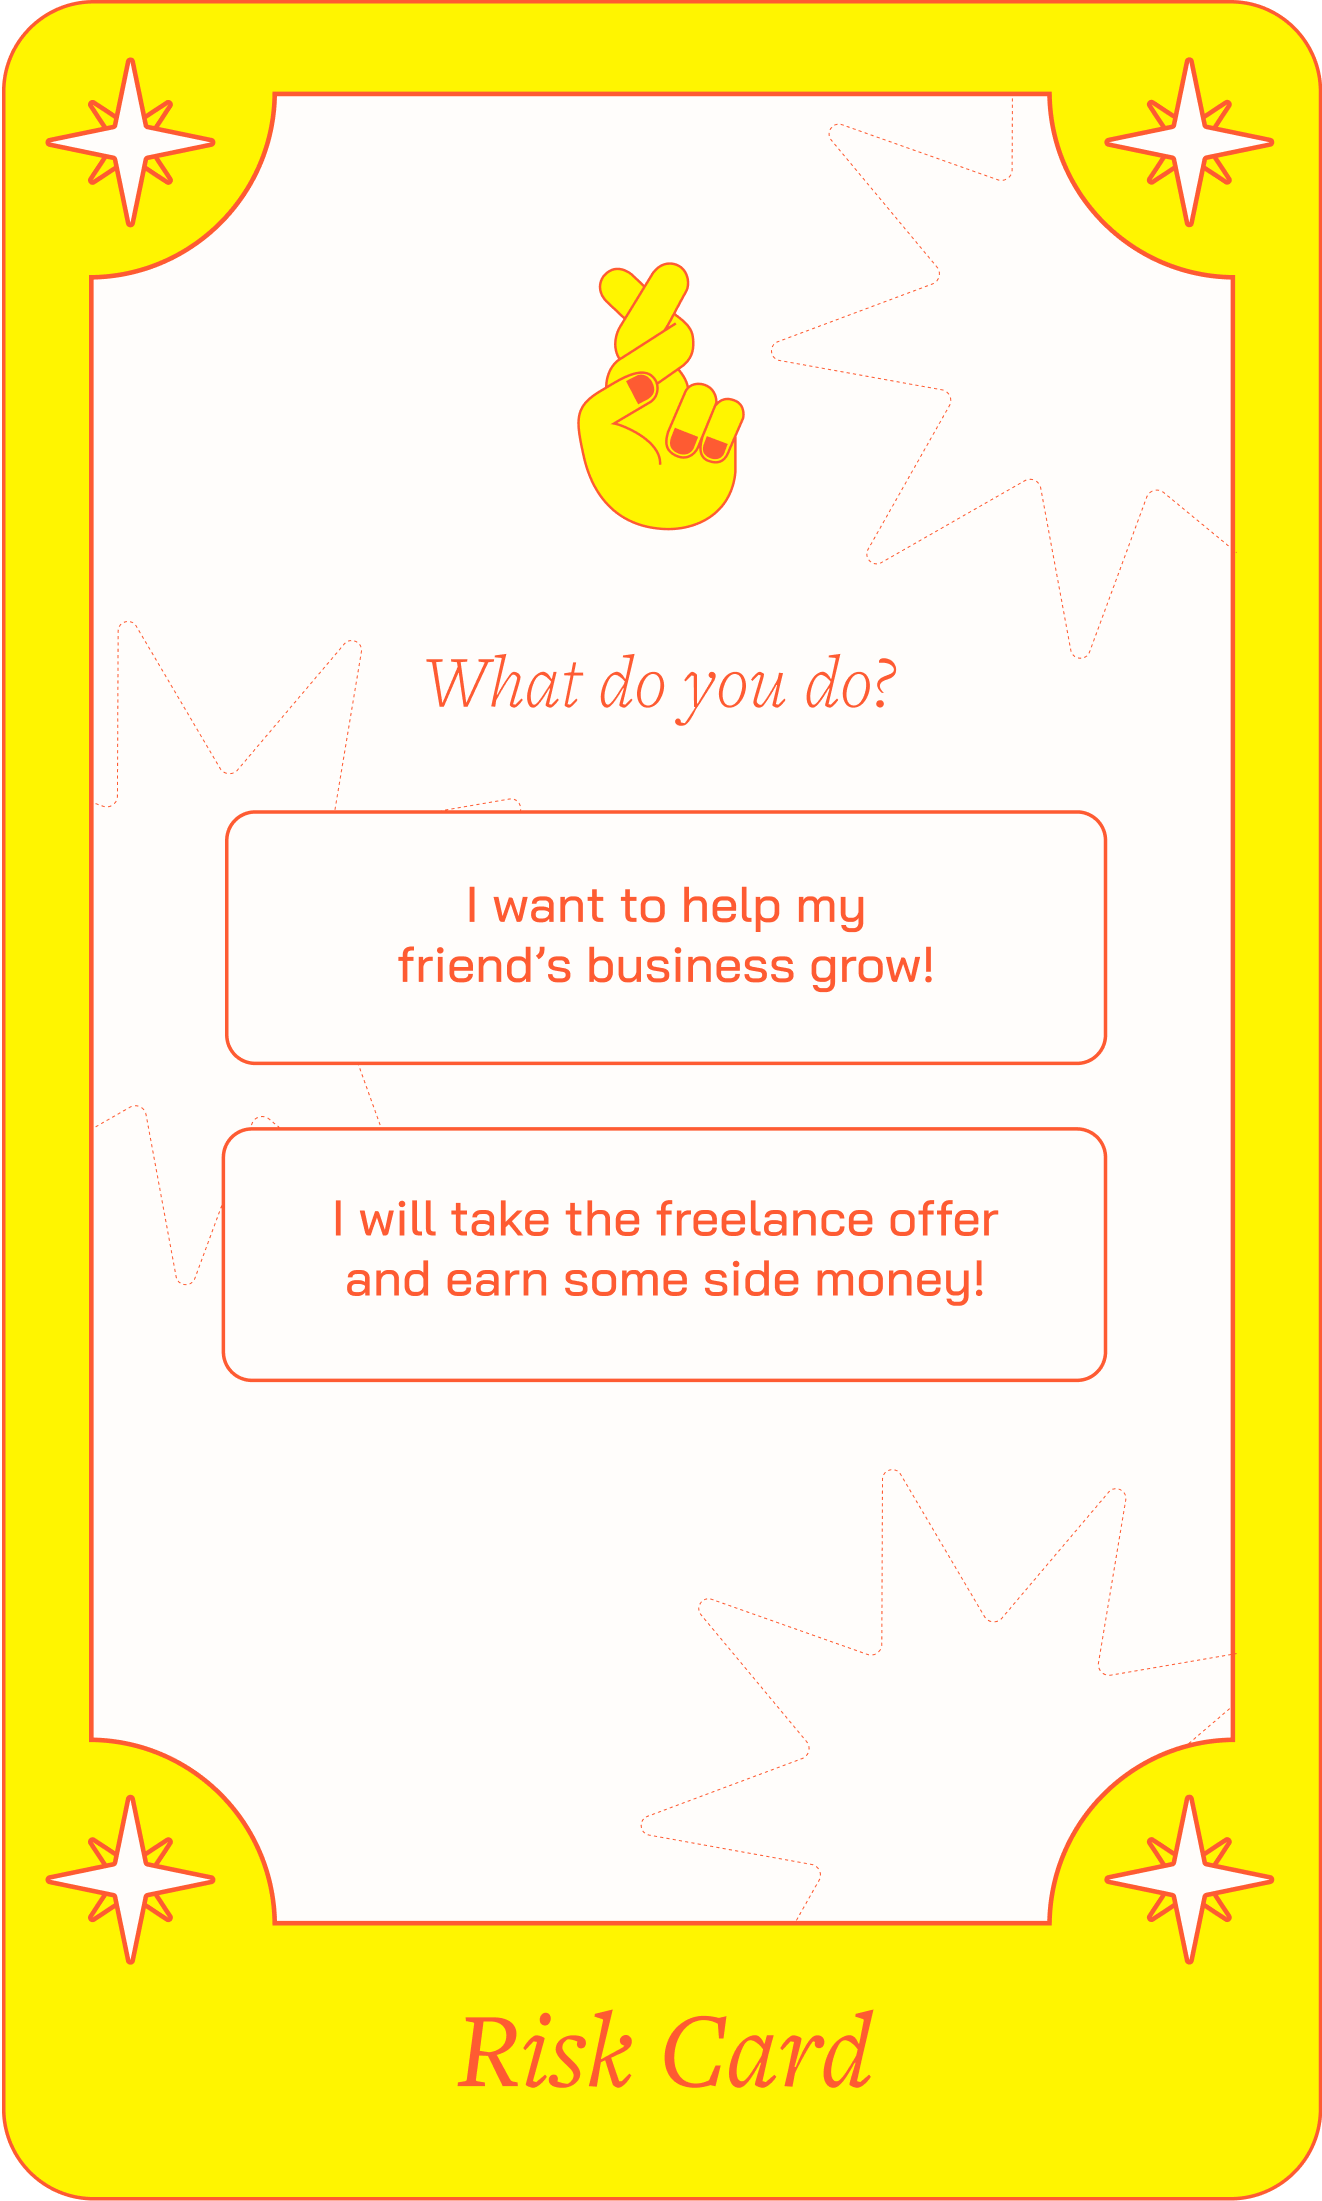 What do you do?
I want to help my
friend’s business grow!
I will take the freelance offer
and earn some side money!
Risk Card